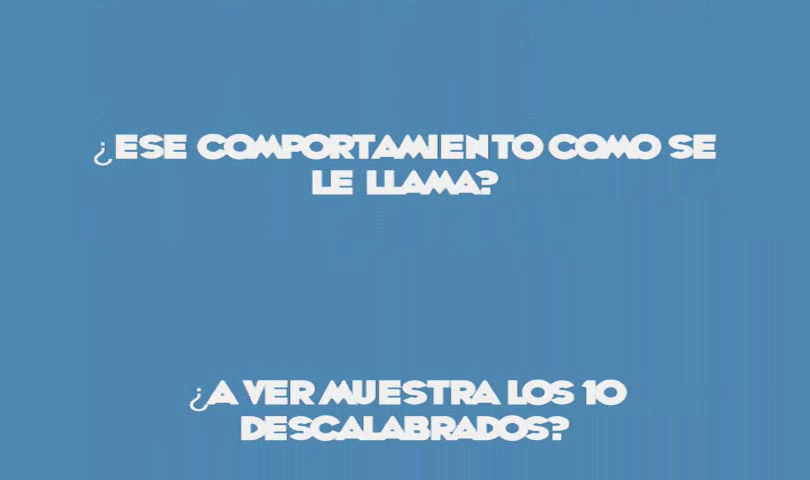 ¿ESE COMPORTAMIENTO COMO SE
LE LLAMA?
¿A VER MUESTRA LOS 10
DESCALABRADOS?